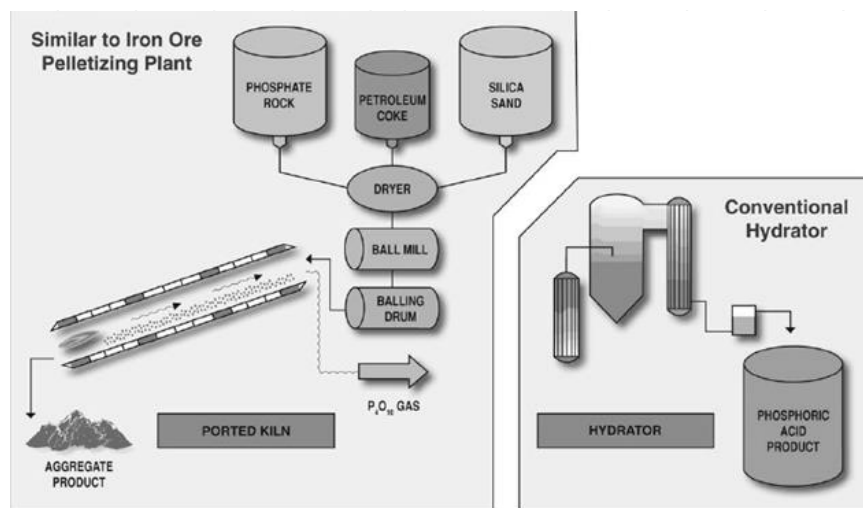 Similar to Iron Ore
Pelletizing Plant
PHOSPHATE
ROCK
PETROLEUM
COKE
SILICA
SAND
DRYER
BALL MILL
BALLING
DRUM
P₄O₁₀ GAS
PORTED KILN
AGGREGATE
PRODUCT
Conventional
Hydrator
HYDRATOR
PHOSPHORIC
ACID
PRODUCT